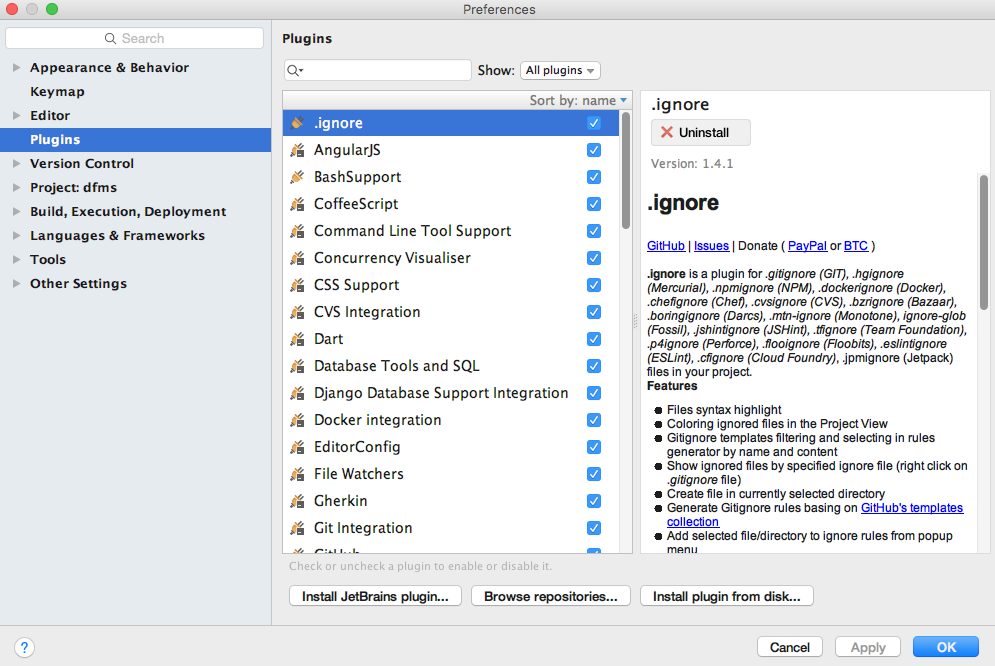 Preferences
Search
Appearance & Behavior
Keymap
Editor
Plugins
Version Control
Project: dfms
Build, Execution, Deployment
Languages & Frameworks
Tools
Other Settings
Plugins
Show: All plugins
Sort by: name
.ignore
AngularJS
BashSupport
CoffeeScript
Command Line Tool Support
Concurrency Visualiser
CSS Support
CVS Integration
Dart
Database Tools and SQL
Django Database Support Integration
Docker integration
EditorConfig
File Watchers
Gherkin
Git Integration
GitHub
Check or uncheck a plugin to enable or disable it.
Install JetBrains plugin...
Browse repositories...
Install plugin from disk...
.ignore
Uninstall
Version: 1.4.1
.ignore
GitHub | Issues | Donate ( PayPal or BTC )
.ignore is a plugin for .gitignore (GIT), .hgignore
(Mercurial), .npmignore (NPM), .dockerignore (Docker),
.chefignore (Chef), .cvsignore (CVS), .bzrignore (Bazaar),
.boringignore (Darcs), .mtn-ignore (Monotone), ignore-glob
(Fossil), .jshintignore (JSHint), .tfignore (Team Foundation),
.p4ignore (Perforce), .flooignore (Floobits), .eslintignore
(ESLint), .cfignore (Cloud Foundry), .jpmignore (Jetpack)
files in your project.
Features
Files syntax highlight
Coloring ignored files in the Project View
Gitignore templates filtering and selecting in rules
generator by name and content
Show ignored files by specified ignore file (right click on
.gitignore file)
Create file in currently selected directory
Generate Gitignore rules basing on GitHub's templates
collection
Add selected file/directory to ignore rules from popup
menu
?
Cancel
Apply
OK